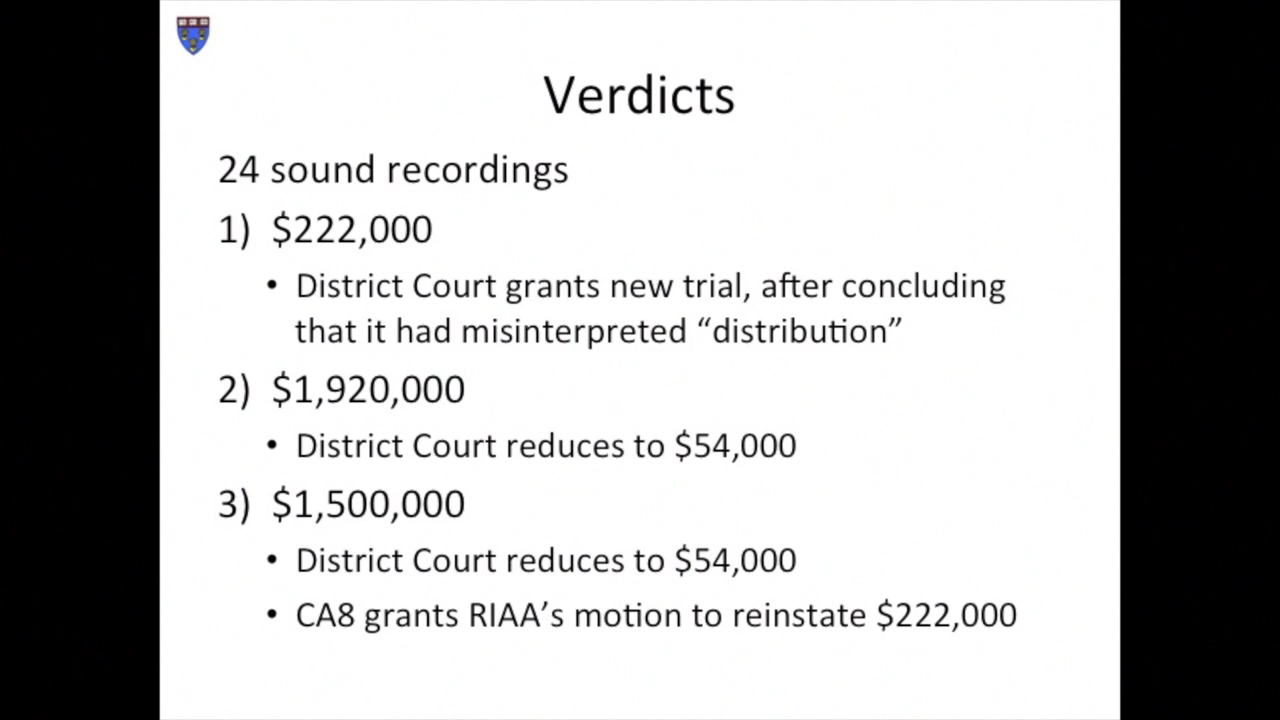 Verdicts
24 sound recordings
1) $222,000
• District Court grants new trial, after concluding
that it had misinterpreted “distribution”
2) $1,920,000
• District Court reduces to $54,000
3) $1,500,000
• District Court reduces to $54,000
• CA8 grants RIAA’s motion to reinstate $222,000